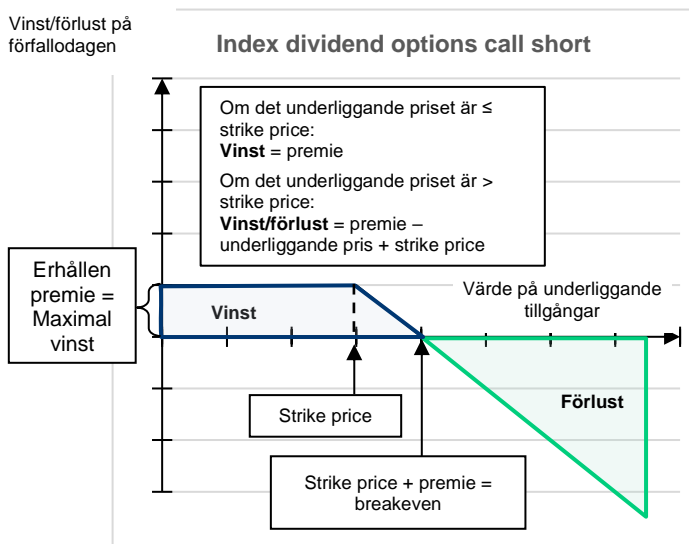 Vinst/förlust på
förfallodagen
Index dividend options call short
Om det underliggande priset är ≤
strike price:
Vinst = premie
Om det underliggande priset är >
strike price:
Vinst/förlust = premie –
underliggande pris + strike price
Erhållen
premie =
Maximal
vinst
Vinst
Värde på underliggande
tillgångar
Strike price
Förlust
Strike price + premie =
breakeven